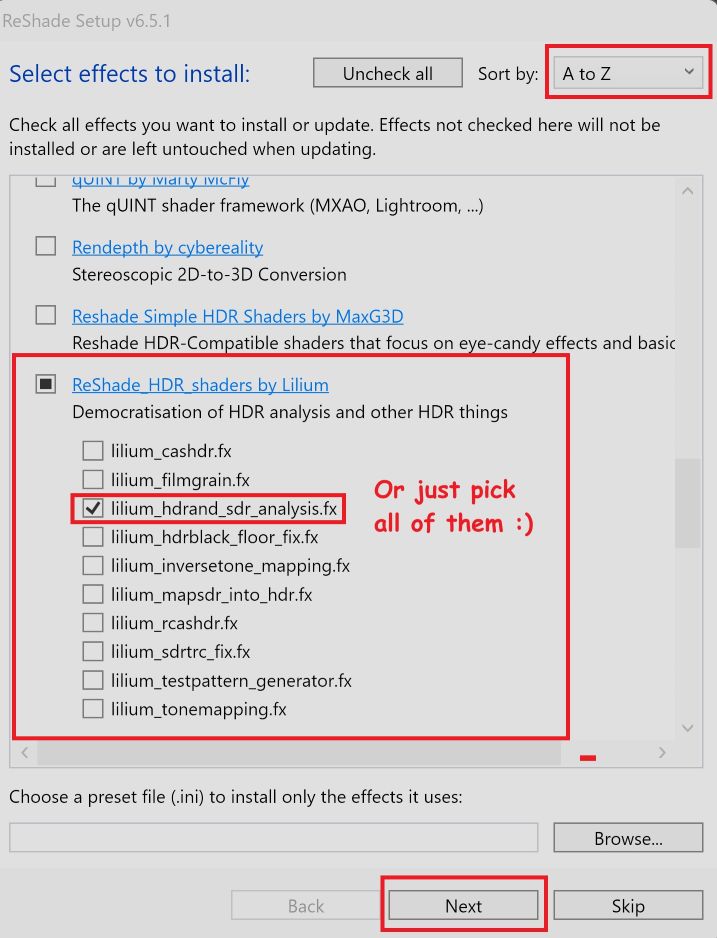 ReShade Setup v6.5.1
Select effects to install:
Uncheck all
Sort by:
A to Z
Check all effects you want to install or update. Effects not checked here will not be
installed or are left untouched when updating.
qUINT by Marty McFly
The qUINT shader framework (MXAO, Lightroom, ...)
Rendepth by cybereality
Stereoscopic 2D-to-3D Conversion
Reshade Simple HDR Shaders by MaxG3D
Reshade HDR-Compatible shaders that focus on eye-candy effects and basic
ReShade_HDR_shaders by Lilium
Democratisation of HDR analysis and other HDR things
lilium_cashdr.fx
lilium_filmgrain.fx
lilium_hdrand_sdr_analysis.fx
lilium_hdrblack_floor_fix.fx
lilium_inversetone_mapping.fx
lilium_mapsdr_into_hdr.fx
lilium_rcashdr.fx
lilium_sdrtrc_fix.fx
lilium_testpattern_generator.fx
lilium_tonemapping.fx
Or just pick
all of them :)
Choose a preset file (.ini) to install only the effects it uses:
Browse...
Back
Next
Skip